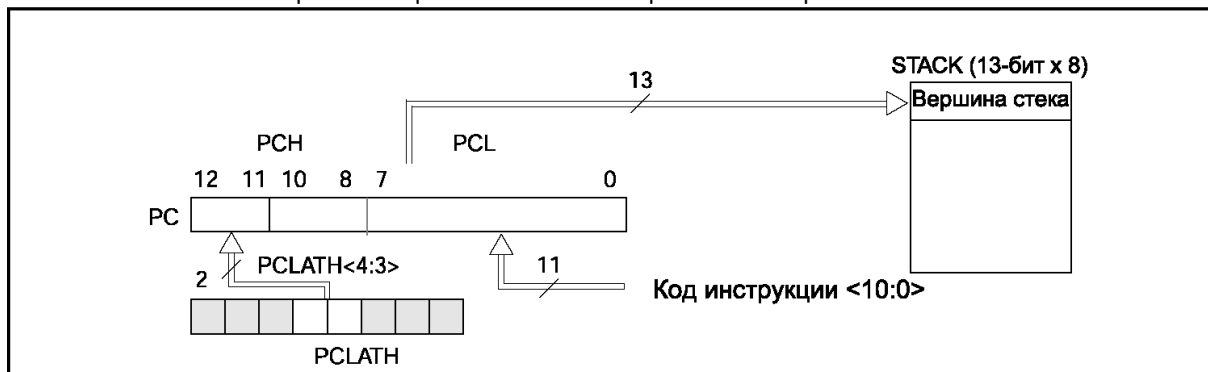 STACK (13-бит x 8)
13
Вершина стека
PCH PCL
12 11 10 8 7 0
PC
2 PCLATH<4:3> 11
Код инструкции <10:0>
PCLATH